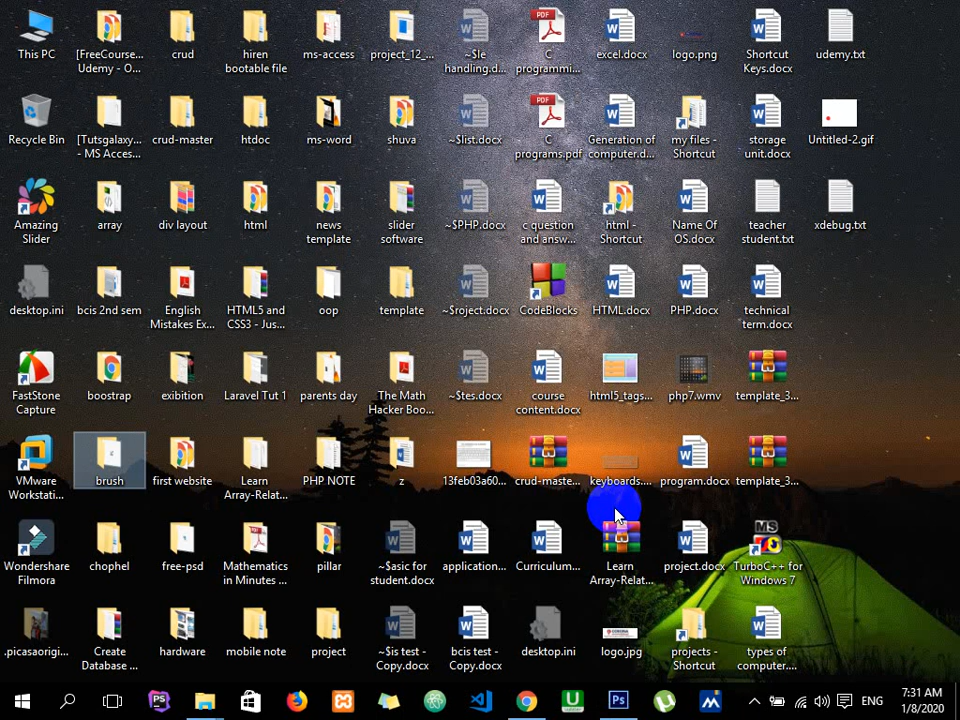 This PC
[FreeCourse...
Udemy - O...
crud
hiren
bootable file
ms-access
project_12_...
~$le
handling.d...
C
programmi...
excel.docx
logo.png
Shortcut
Keys.docx
udemy.txt
Recycle Bin
[Tutsgalaxy...
- MS Acces...
crud-master
htdoc
ms-word
shuva
~$list.docx
C
programs.pdf
Generation of
computer.d...
my files -
Shortcut
storage
unit.docx
Untitled-2.gif
Amazing
Slider
array
div layout
html
news
template
slider
software
~$PHP.docx
c question
and answ...
html -
Shortcut
Name Of
OS.docx
teacher
student.txt
xdebug.txt
desktop.ini
bcis 2nd sem
English
Mistakes Ex...
HTML5 and
CSS3 - Jus...
oop
template
~$roject.docx
CodeBlocks
HTML.docx
PHP.docx
technical
term.docx
FastStone
Capture
boostrap
exibition
Laravel Tut 1
parents day
The Math
Hacker Boo...
~$tes.docx
course
content.docx
html5_tags...
php7.wmv
template_3...
VMware
Workstati...
brush
first website
Learn
Array-Relat...
PHP NOTE
z
13feb03a60...
crud-maste...
keyboards....
program.docx
template_3...
Wondershare
Filmora
chophel
free-psd
Mathematics
in Minutes ...
pillar
~$asic for
student.docx
application...
Curriculum...
Learn
Array-Relat...
project.docx
MS
TurboC++ for
Windows 7
.picasaorigi...
Create
Database ...
hardware
mobile note
project
~$is test -
Copy.docx
bcis test -
Copy.docx
desktop.ini
logo.jpg
projects -
Shortcut
types of
computer....
ENG
7:31 AM
1/8/2020